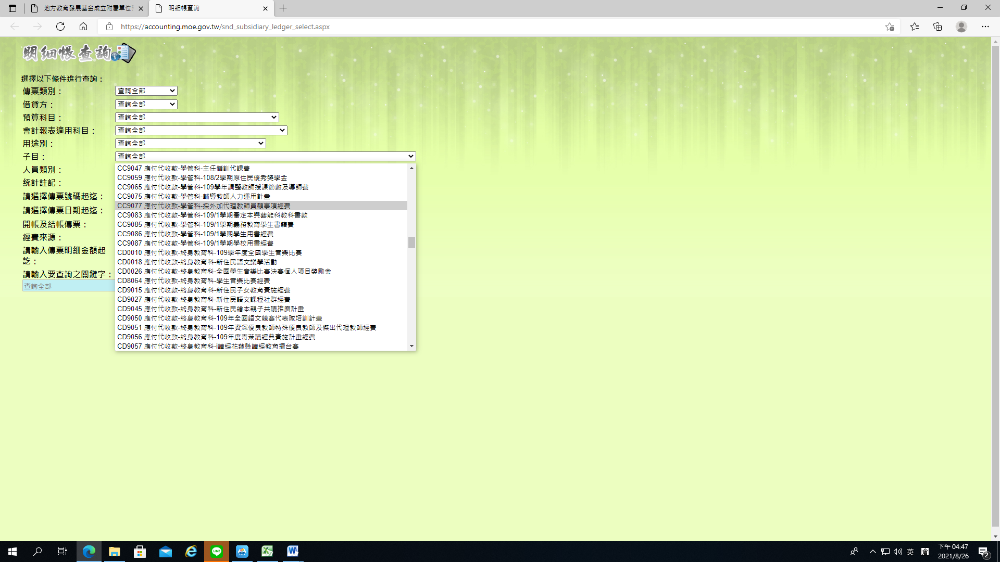 地方教育發展基金成立附屬單位
明細帳查詢
https://accounting.moe.gov.tw/snd_subsidiary_ledger_select.aspx
明細帳查詢
選擇以下條件進行查詢：
傳票類別： 查詢全部
借貸方： 查詢全部
預算科目： 查詢全部
會計報表適用科目： 查詢全部
用途別： 查詢全部
子目： 查詢全部
人員類別：
統計註記：
請選擇傳票號碼起迄：
請選擇傳票日期起迄：
開帳及結帳傳票：
經費來源：
請輸入傳票明細金額起
訖：
請輸入要查詢之關鍵字：
查詢全部
CC9047 應付代收款-學管科-主任儲訓代課費
CC9059 應付代收款-學管科-108/2學期原住民優秀獎學金
CC9065 應付代收款-學管科-109學年調整教師授課節數及導師費
CC9075 應付代收款-學管科-輔導教師人力運用計畫
CC9077 應付代收款-學管科-採外加代理教師員額事項經費
CC9083 應付代收款-學管科-109/1學期審定本與藝能科教科書款
CC9085 應付代收款-學管科-109/1學期義務教育學生書籍費
CC9086 應付代收款-學管科-109/1學期學生用書經費
CC9087 應付代收款-學管科-109/1學期學校用書經費
CD0010 應付代收款-終身教育科-109學年度全國學生音樂比賽
CD0018 應付代收款-終身教育科-新住民語文樂學活動
CD0026 應付代收款-終身教育科-全國學生音樂比賽決賽個人項目獎勵金
CD8064 應付代收款-終身教育科-學生音樂比賽經費
CD9015 應付代收款-終身教育科-新住民子女教育實施經費
CD9027 應付代收款-終身教育科-新住民語文課程社群經費
CD9045 應付代收款-終身教育科-新住民繪本親子共讀推廣計畫
CD9050 應付代收款-終身教育科-109年全國語文競賽代表隊培訓計畫
CD9051 應付代收款-終身教育科-109年資深優良教師特殊優良教師及傑出代理教師經費
CD9056 應付代收款-終身教育科-109年度奇萊讀經典實施計畫經費
CD9057 應付代收款-終身教育科-i讀經花蓮縣讀經教育擂台賽
LINE
英
下午 04:47
2021/8/26
2